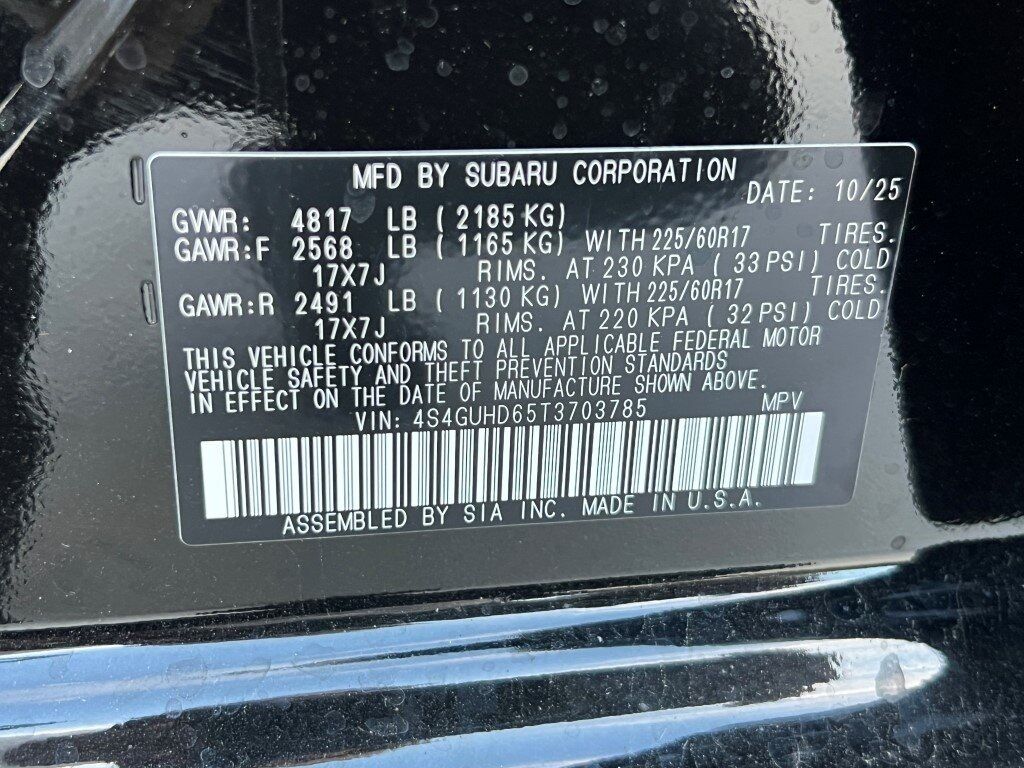 MFD BY SUBARU CORPORATION
DATE: 10/25
GVWR: 4817 LB ( 2185 KG)
GAWR:F 2568 LB ( 1165 KG) WITH 225/60R17 TIRES.
17X7J RIMS. AT 230 KPA ( 33 PSI) COLD
GAWR:R 2491 LB ( 1130 KG) WITH 225/60R17 TIRES.
17X7J RIMS. AT 220 KPA ( 32 PSI) COLD
THIS VEHICLE CONFORMS TO ALL APPLICABLE FEDERAL MOTOR
VEHICLE SAFETY AND THEFT PREVENTION STANDARDS
IN EFFECT ON THE DATE OF MANUFACTURE SHOWN ABOVE.
VIN: 4S4GUHD65T3703785 MPV
ASSEMBLED BY SIA INC. MADE IN U.S.A.